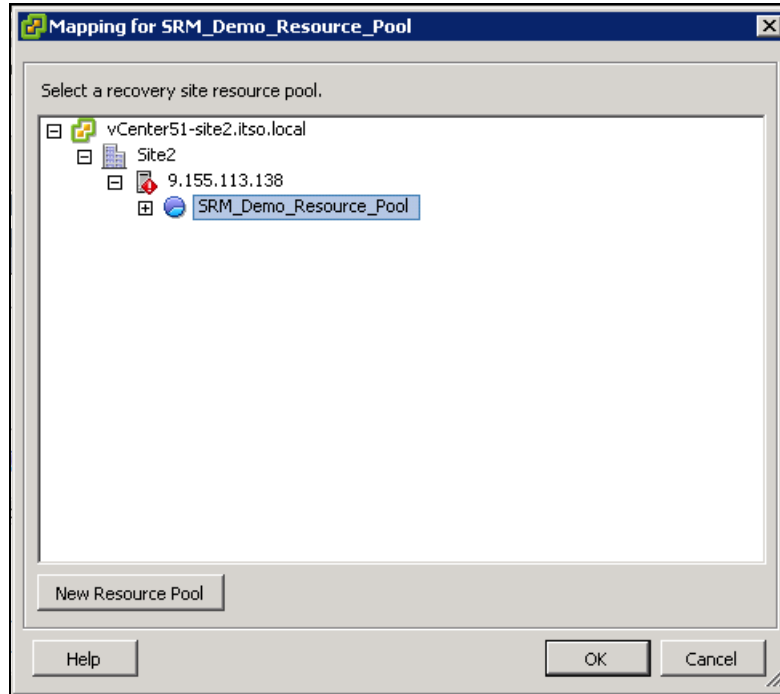 Mapping for SRM_Demo_Resource_Pool
Select a recovery site resource pool.
vCenter51-site2.itso.local
Site2
9.155.113.138
SRM_Demo_Resource_Pool
New Resource Pool
Help
OK
Cancel